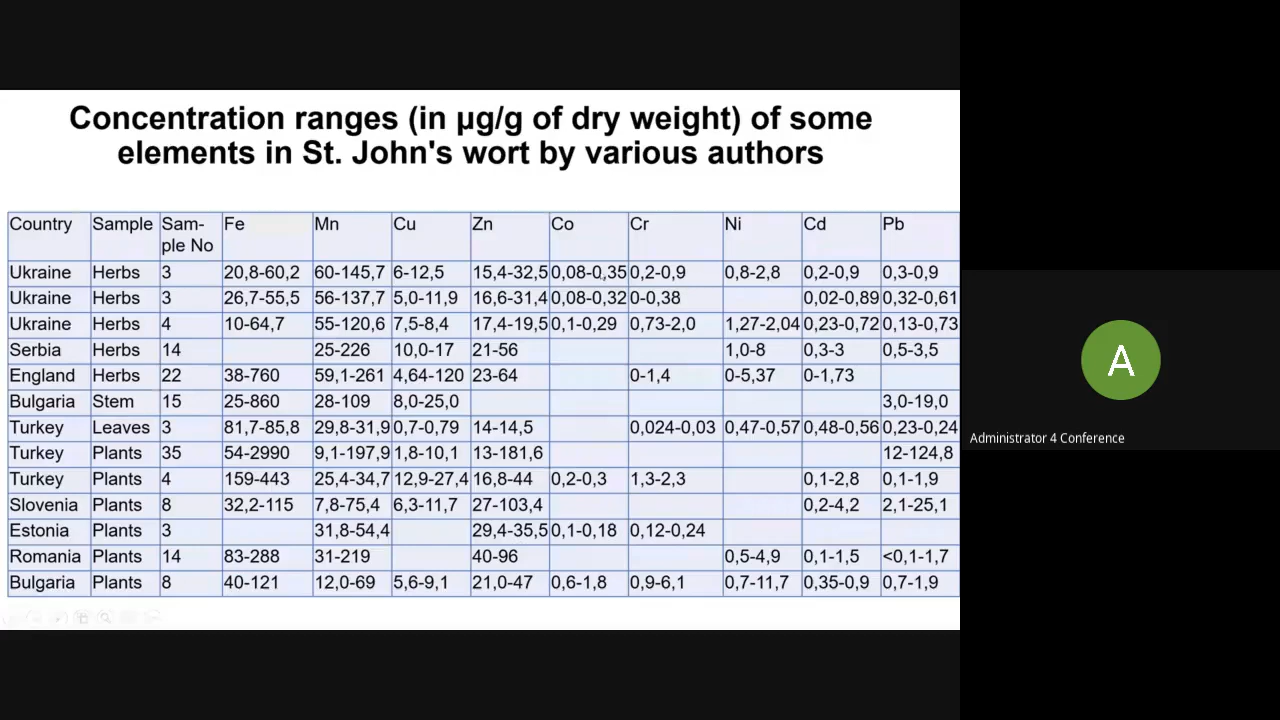 Concentration ranges (in µg/g of dry weight) of some
elements in St. John's wort by various authors
Country Sample Sam-ple No Fe Mn Cu Zn Co Cr Ni Cd Pb
Ukraine Herbs 3 20,8-60,2 60-145,7 6-12,5 15,4-32,5 0,08-0,35 0,2-0,9 0,8-2,8 0,2-0,9 0,3-0,9
Ukraine Herbs 3 26,7-55,5 56-137,7 5,0-11,9 16,6-31,4 0,08-0,32 0-0,38 0,02-0,89 0,32-0,61
Ukraine Herbs 4 10-64,7 55-120,6 7,5-8,4 17,4-19,5 0,1-0,29 0,73-2,0 1,27-2,04 0,23-0,72 0,13-0,73
Serbia Herbs 14 25-226 10,0-17 21-56 1,0-8 0,3-3 0,5-3,5
England Herbs 22 38-760 59,1-261 4,64-120 23-64 0-1,4 0-5,37 0-1,73
Bulgaria Stem 15 25-860 28-109 8,0-25,0 3,0-19,0
Turkey Leaves 3 81,7-85,8 29,8-31,9 0,7-0,79 14-14,5 0,024-0,03 0,47-0,57 0,48-0,56 0,23-0,24
Turkey Plants 35 54-2990 9,1-197,9 1,8-10,1 13-181,6 12-124,8
Turkey Plants 4 159-443 25,4-34,7 12,9-27,4 16,8-44 0,2-0,3 1,3-2,3 0,1-2,8 0,1-1,9
Slovenia Plants 8 32,2-115 7,8-75,4 6,3-11,7 27-103,4 0,2-4,2 2,1-25,1
Estonia Plants 3 31,8-54,4 29,4-35,5 0,1-0,18 0,12-0,24
Romania Plants 14 83-288 31-219 40-96 0,5-4,9 0,1-1,5 <0,1-1,7
Bulgaria Plants 8 40-121 12,0-69 5,6-9,1 21,0-47 0,6-1,8 0,9-6,1 0,7-11,7 0,35-0,9 0,7-1,9
A
Administrator 4 Conference